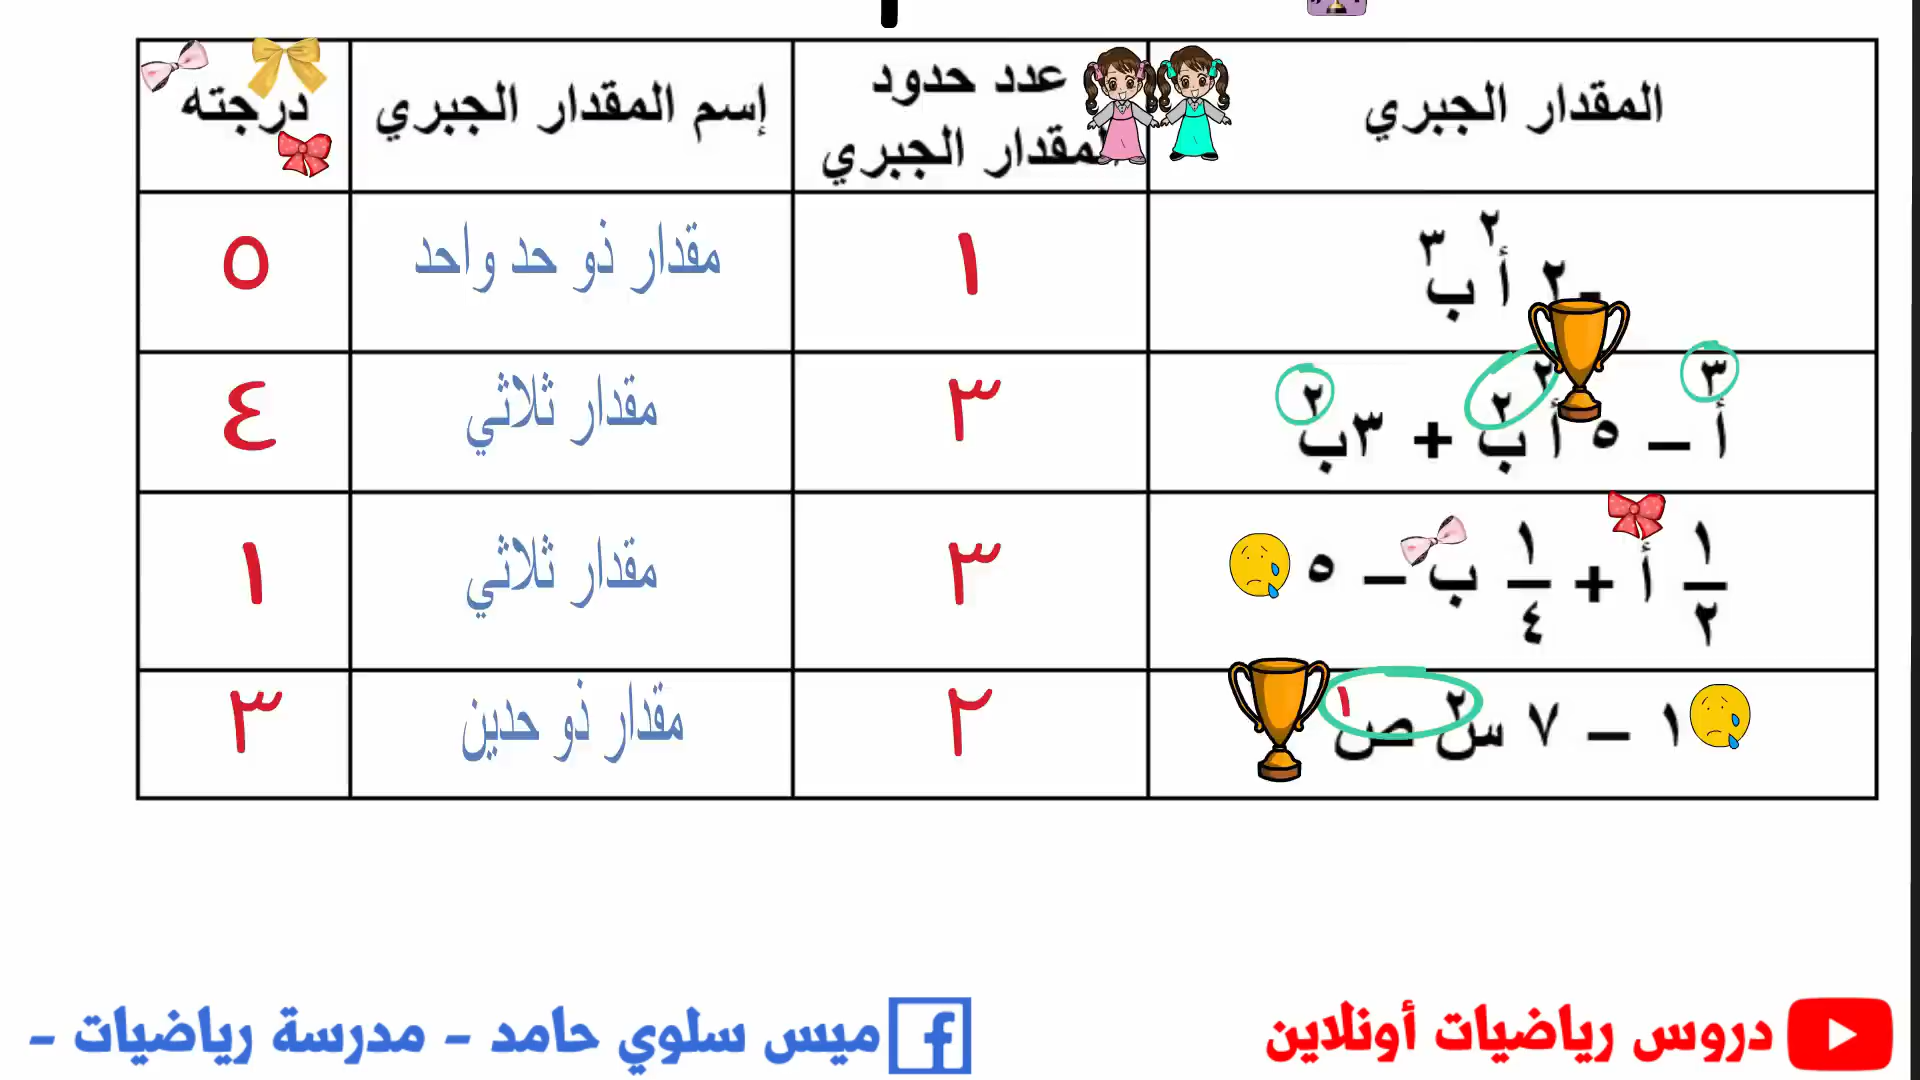 المقدار الجبري
عدد حدود
المقدار الجبري
إسم المقدار الجبري
درجته
-٢ أ٢ ب٣
١
مقدار ذو حد واحد
٥
أ٣ – ٥ أ٢ ب٢ + ٣ب٢
٣
مقدار ثلاثي
٤
١/٢ أ + ١/٤ ب – ٥
٣
مقدار ثلاثي
١
١ – ٧ س٢ ص١
٢
مقدار ذو حدين
٣
دروس رياضيات أونلاين
ميس سلوي حامد – مدرسة رياضيات –